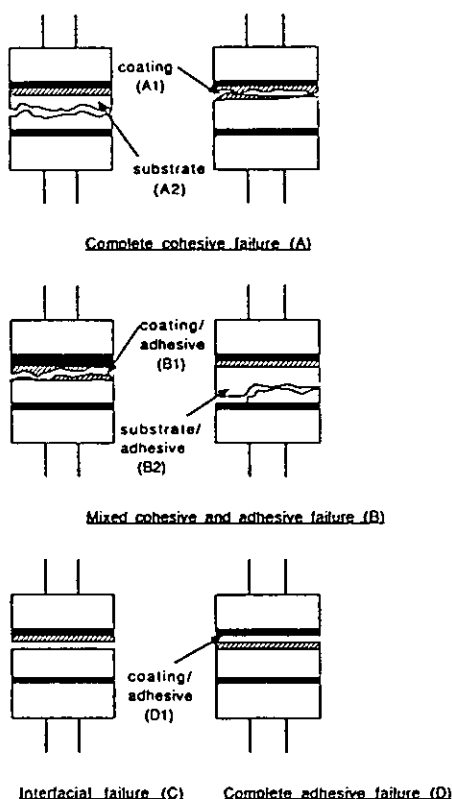 coating
(A1)
substrate
(A2)
Complete cohesive failure (A)
coating/
adhesive
(B1)
substrate/
adhesive
(B2)
Mixed cohesive and adhesive failure (B)
coating/
adhesive
(D1)
Interfacial failure (C)
Complete adhesive failure (D)